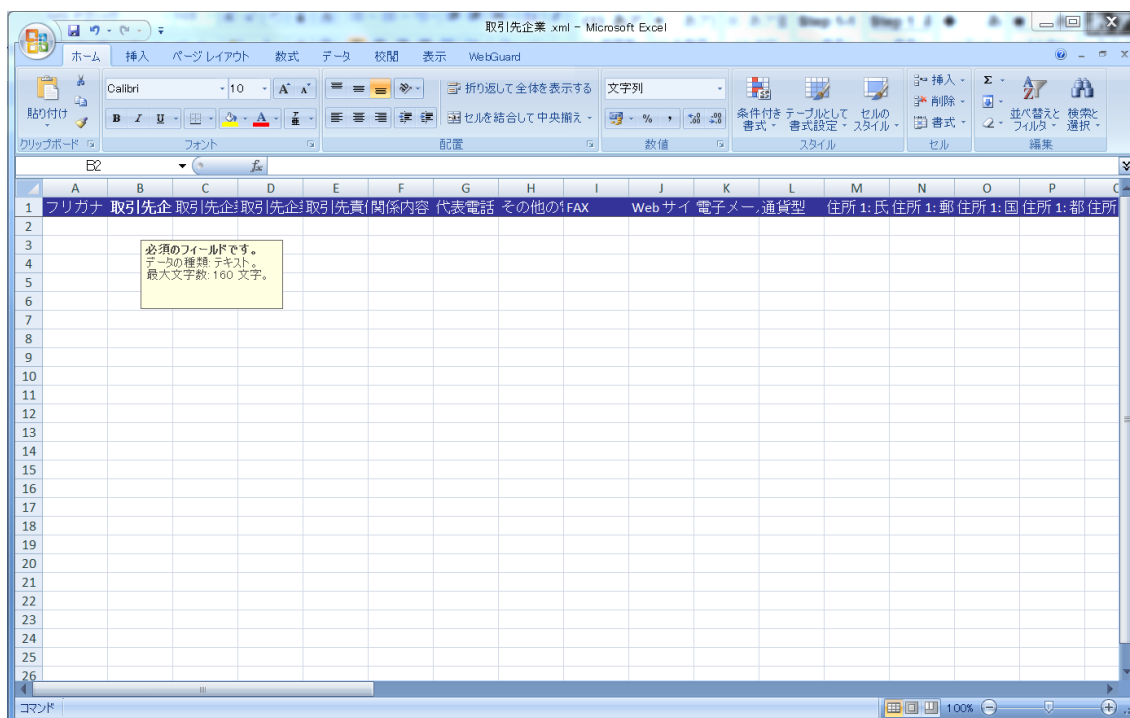 取引先企業 .xml - Microsoft Excel
ホーム 挿入 ページ レイアウト 数式 データ 校閲 表示 WebGuard
貼り付け
Calibri 10
折り返して全体を表示する
文字列
B I U
セルを結合して中央揃え
% ,
条件付き書式 テーブルとして書式設定 セルのスタイル
挿入
削除
書式
Σ
並べ替えとフィルタ 検索と選択
クリップボード フォント 配置 数値 スタイル セル 編集
B2 fx
A B C D E F G H I J K L M N O P
1 フリガナ 取引先企 取引先企 取引先企 取引先責 関係内容 代表電話 その他の FAX Web サイ 電子メー 通貨型 住所 1: 氏 住所 1: 郵 住所 1: 国 住所 1: 都 住所
2
3
必須のフィールドです。
4
データの種類: テキスト。
5
最大文字数: 160 文字。
6
7
8
9
10
11
12
13
14
15
16
17
18
19
20
21
22
23
24
25
26
コマンド 100%